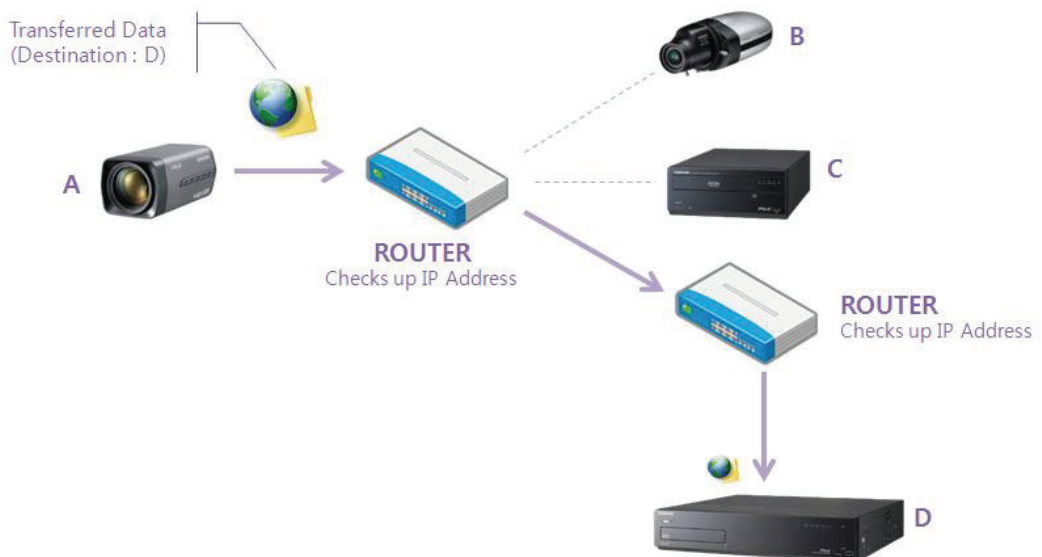 Transferred Data
(Destination : D)
B
A
C
ROUTER
Checks up IP Address
ROUTER
Checks up IP Address
D